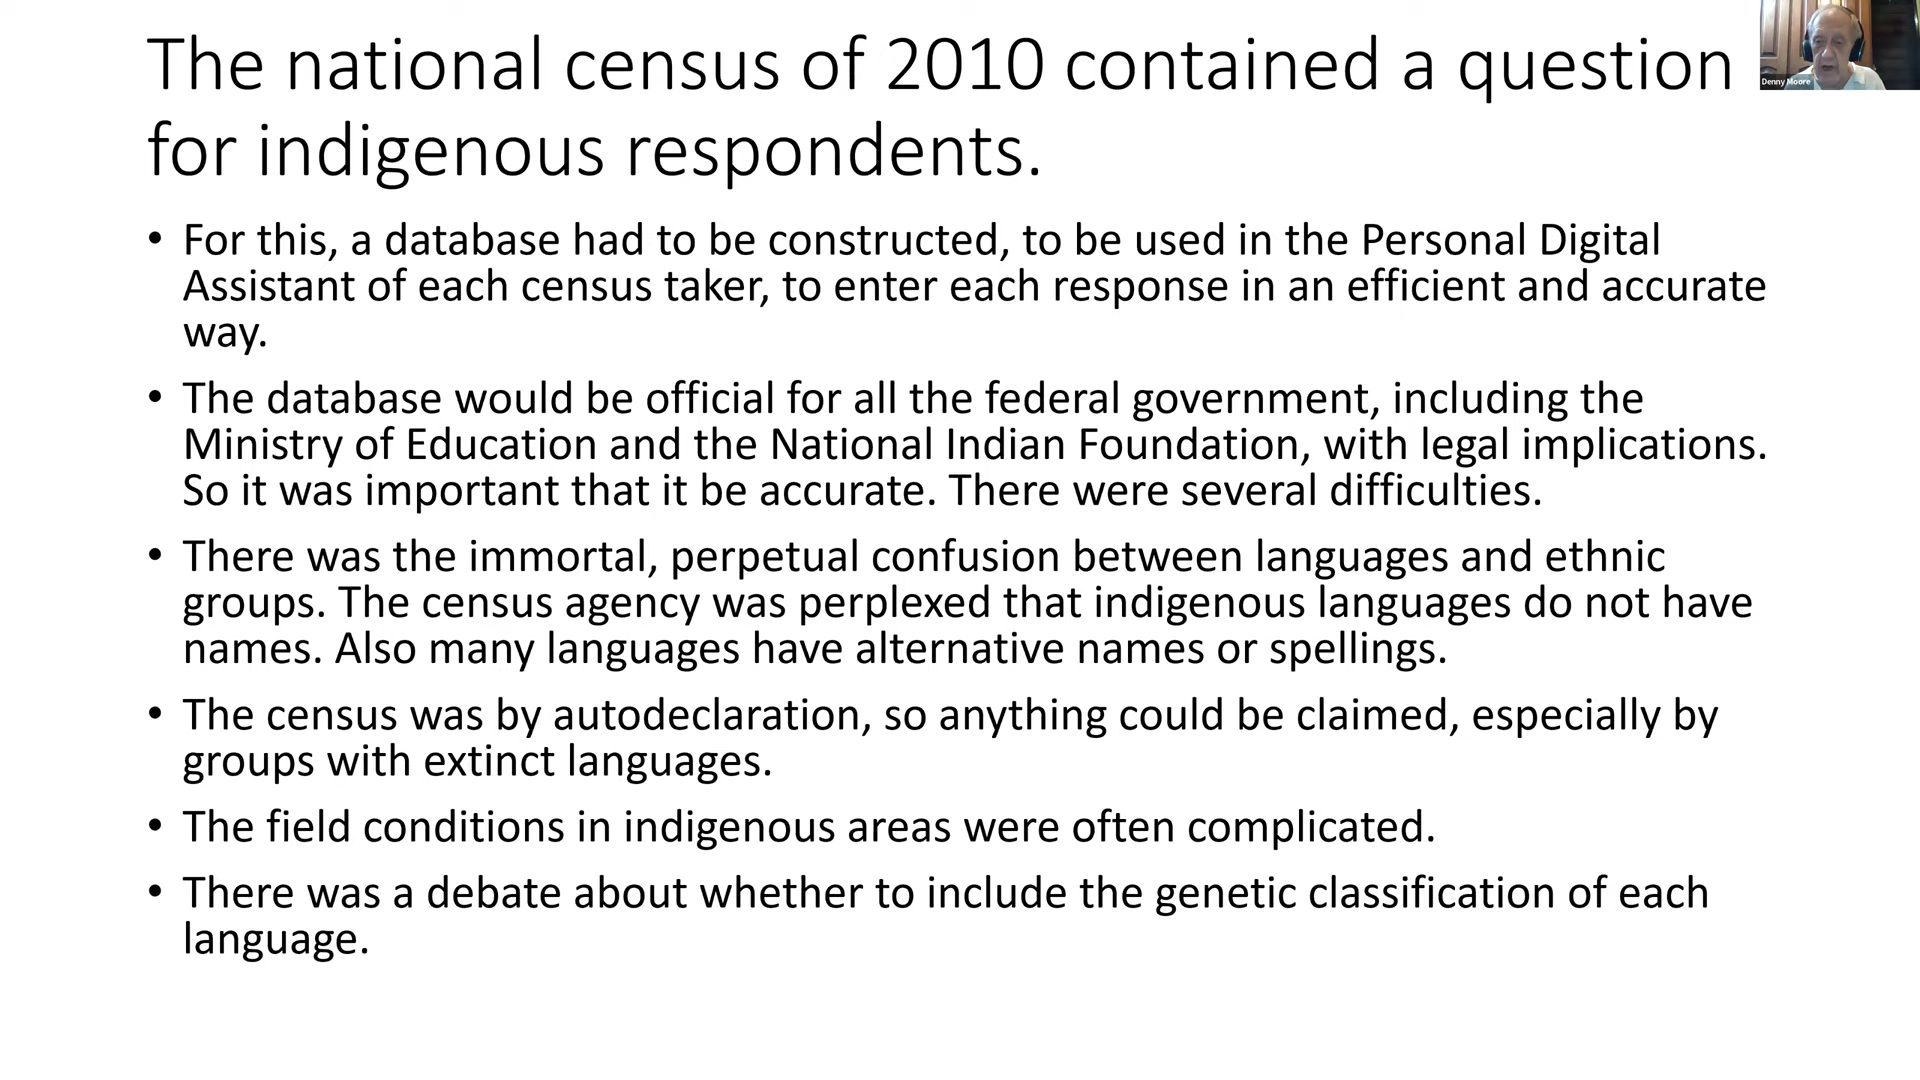 The national census of 2010 contained a question
for indigenous respondents.
Denny Moore
• For this, a database had to be constructed, to be used in the Personal Digital
Assistant of each census taker, to enter each response in an efficient and accurate
way.
• The database would be official for all the federal government, including the
Ministry of Education and the National Indian Foundation, with legal implications.
So it was important that it be accurate. There were several difficulties.
• There was the immortal, perpetual confusion between languages and ethnic
groups. The census agency was perplexed that indigenous languages do not have
names. Also many languages have alternative names or spellings.
• The census was by autodeclaration, so anything could be claimed, especially by
groups with extinct languages.
• The field conditions in indigenous areas were often complicated.
• There was a debate about whether to include the genetic classification of each
language.